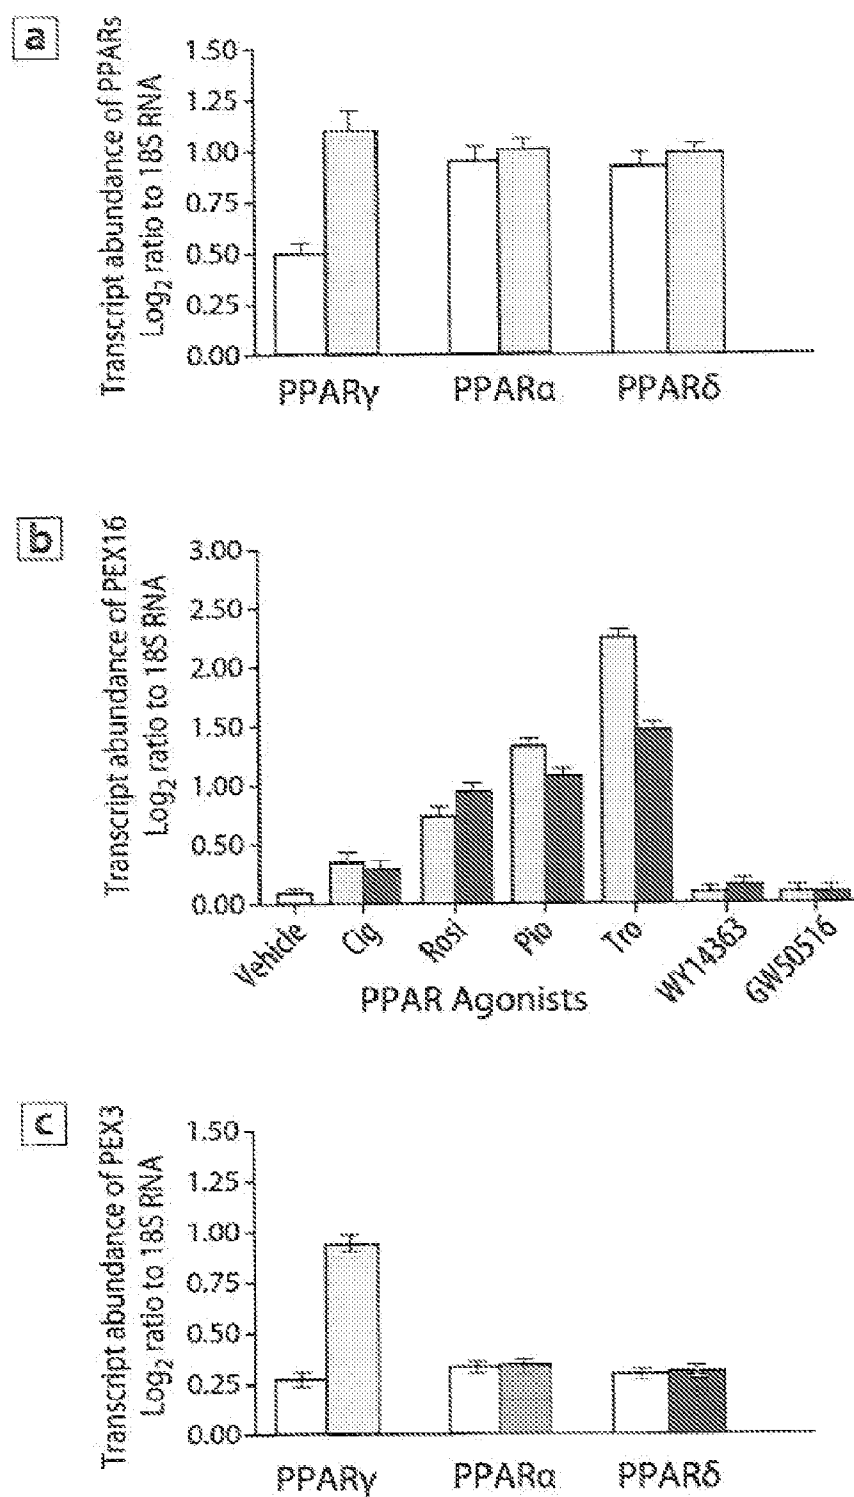 a
Transcript abundance of PPARs
Log₂ ratio to 18S RNA
1.50
1.25
1.00
0.75
0.50
0.25
0.00
PPARγ PPARα PPARδ
b
Transcript abundance of PEX16
Log₂ ratio to 18S RNA
3.00
2.50
2.00
1.50
1.00
0.50
0.00
Vehicle Cig Rosi Pio Tro WY14363 GW50516
PPAR Agonists
c
Transcript abundance of PEX3
Log₂ ratio to 18S RNA
1.50
1.25
1.00
0.75
0.50
0.25
0.00
PPARγ PPARα PPARδ